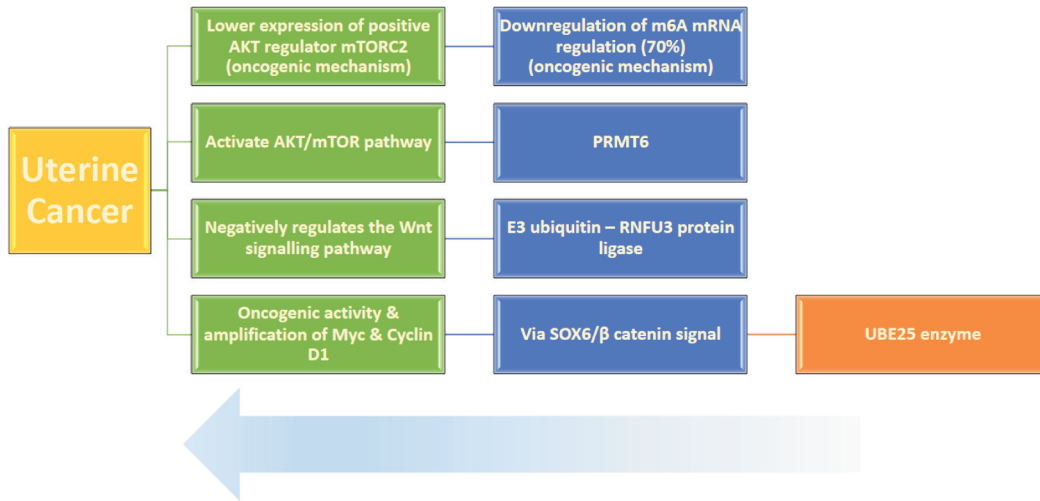 Uterine
Cancer
Lower expression of positive
AKT regulator mTORC2
(oncogenic mechanism)
Downregulation of m6A mRNA
regulation (70%)
(oncogenic mechanism)
Activate AKT/mTOR pathway
PRMT6
Negatively regulates the Wnt
signalling pathway
E3 ubiquitin – RNFU3 protein
ligase
Oncogenic activity &
amplification of Myc & Cyclin
D1
Via SOX6/β catenin signal
UBE25 enzyme